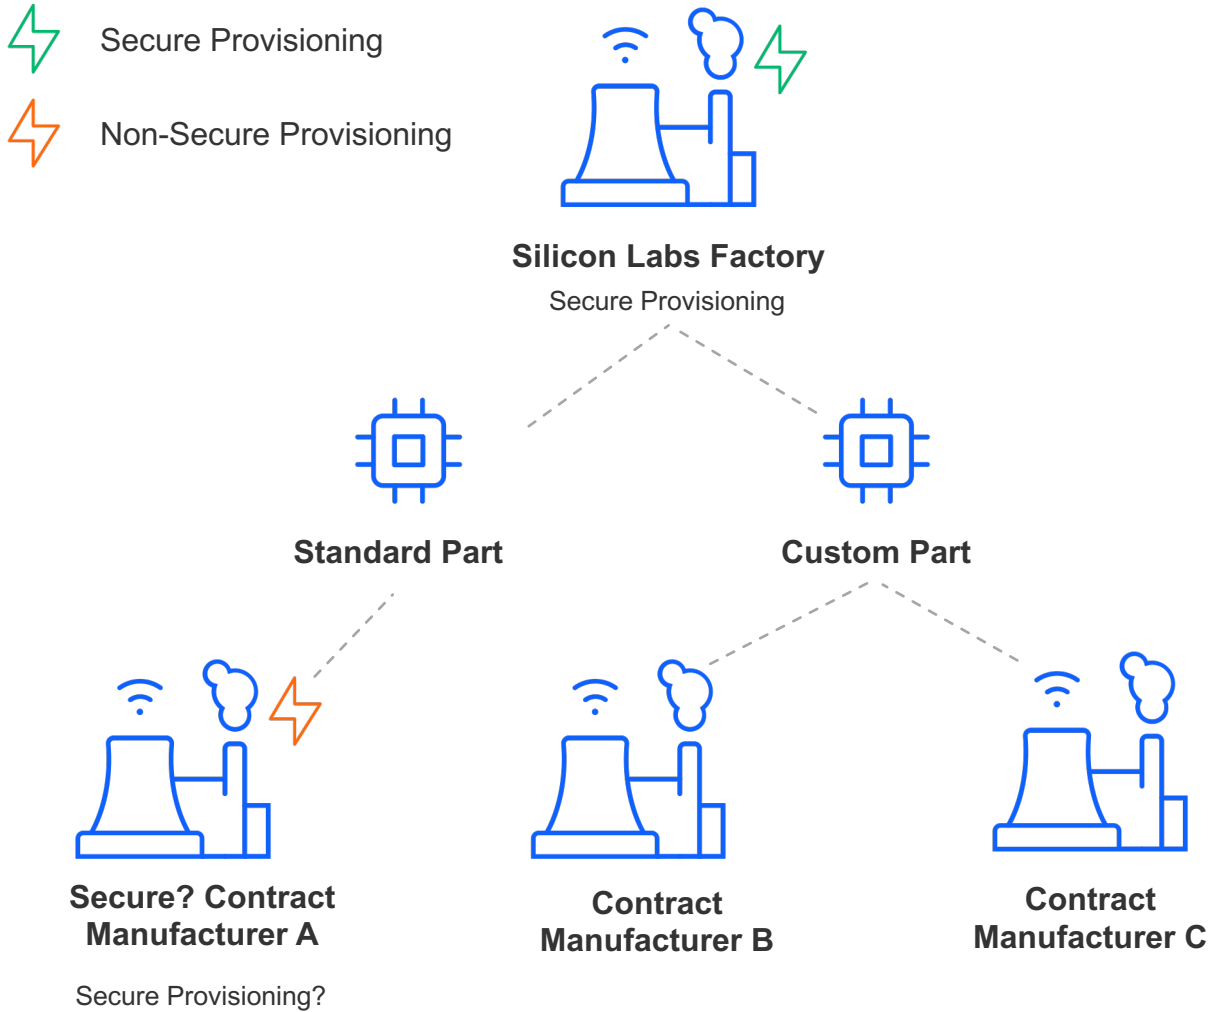 Secure Provisioning
Non-Secure Provisioning
Silicon Labs Factory
Secure Provisioning
Standard Part
Custom Part
Secure? Contract
Manufacturer A
Secure Provisioning?
Contract
Manufacturer B
Contract
Manufacturer C